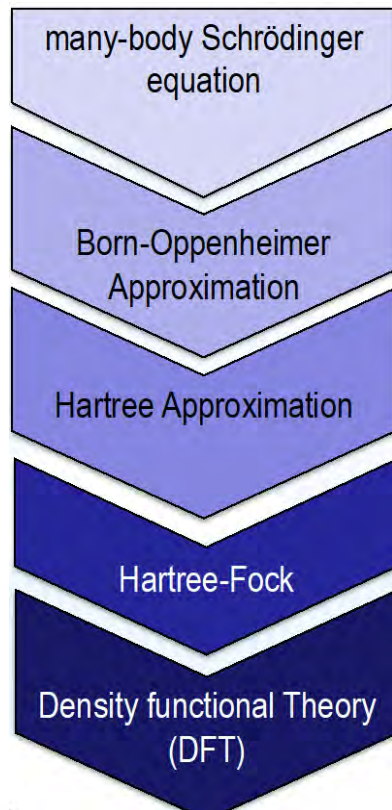 many-body Schrödinger
equation
Born-Oppenheimer
Approximation
Hartree Approximation
Hartree-Fock
Density functional Theory
(DFT)